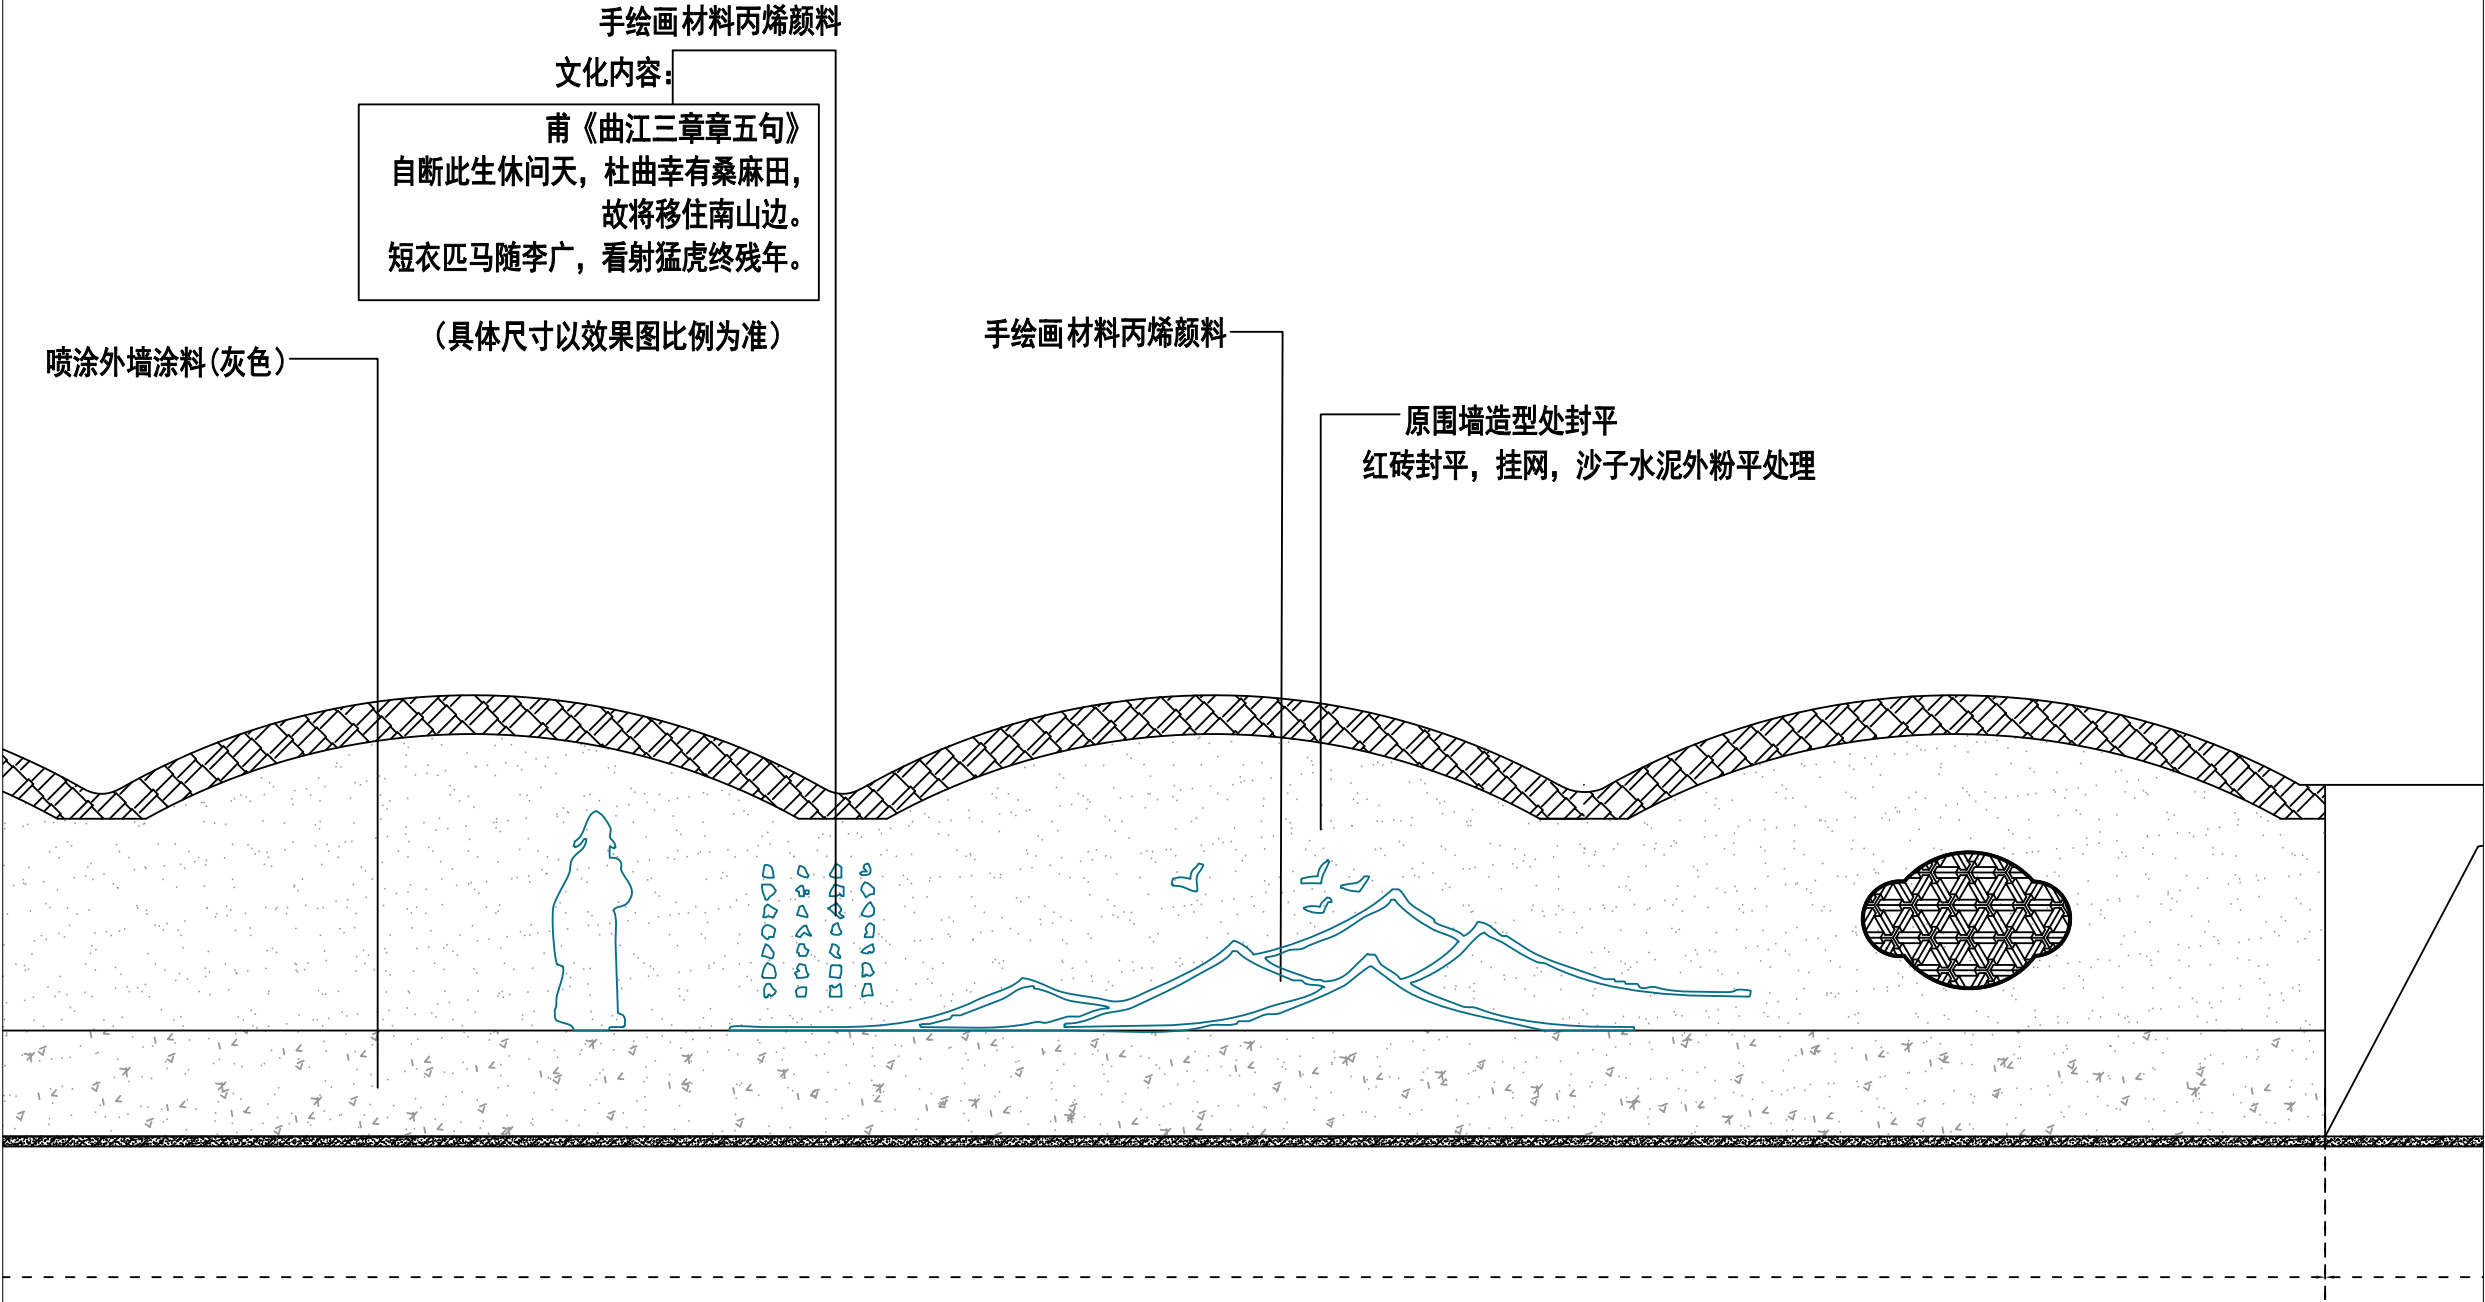 手绘画材料丙烯颜料
文化内容:
甫《曲江三章章五句》
自断此生休问天，杜曲幸有桑麻田，
故将移住南山边。
短衣匹马随李广，看射猛虎终残年。
（具体尺寸以效果图比例为准）
喷涂外墙涂料(灰色)
手绘画材料丙烯颜料
原围墙造型处封平
红砖封平，挂网，沙子水泥外粉平处理